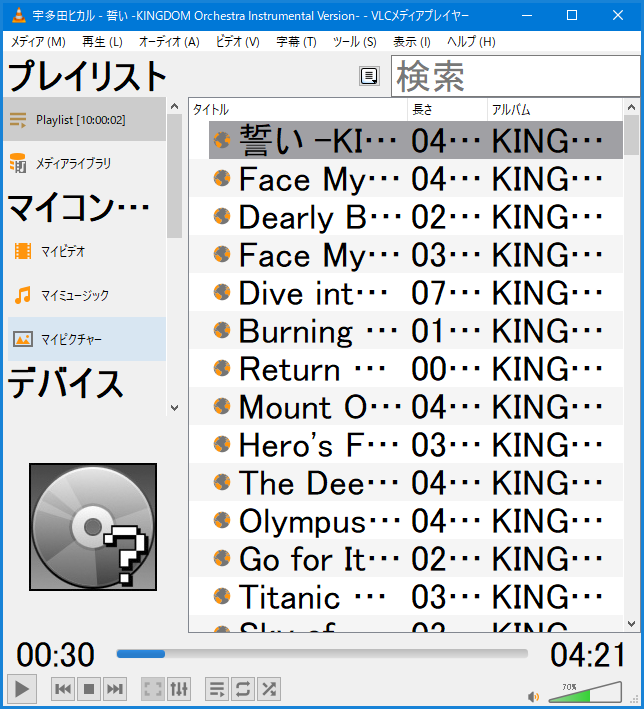 宇多田ヒカル - 誓い -KINGDOM Orchestra Instrumental Version- - VLCメディアプレイヤー
メディア (M) 再生 (L) オーディオ (A) ビデオ (V) 字幕 (T) ツール (S) 表示 (I) ヘルプ (H)
プレイリスト
検索
Playlist [10:00:02]
メディアライブラリ
マイコン…
マイビデオ
マイミュージック
マイピクチャー
デバイス
タイトル 長さ アルバム
誓い -KI… 04… KING…
Face My… 04… KING…
Dearly B… 02… KING…
Face My… 03… KING…
Dive int… 07… KING…
Burning … 01… KING…
Return … 00… KING…
Mount O… 04… KING…
Hero's F… 03… KING…
The Dee… 04… KING…
Olympus… 04… KING…
Go for It… 02… KING…
Titanic … 03… KING…
00:30 04:21
70%